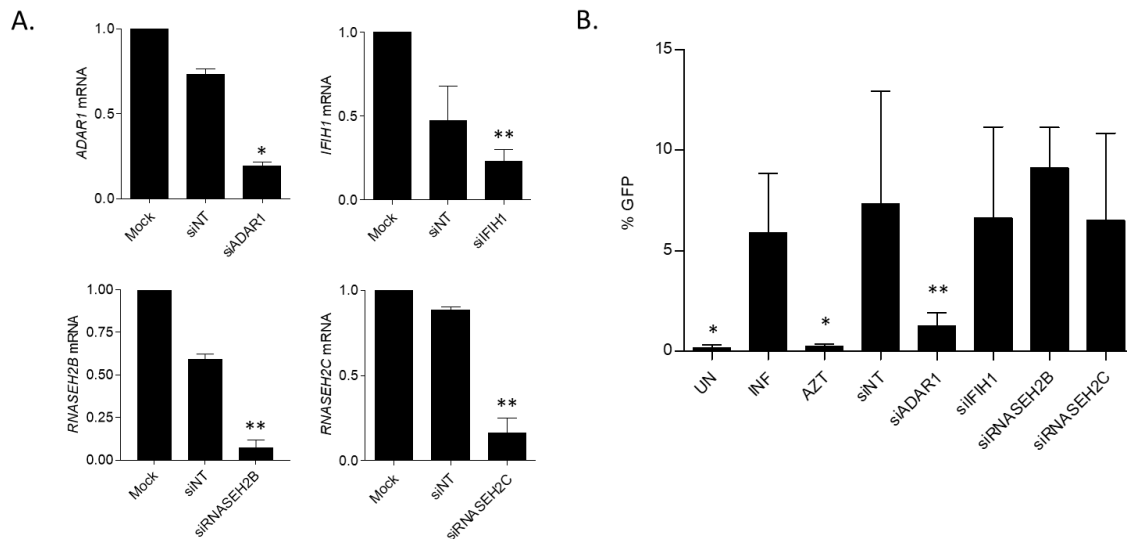 A.
1.0
0.5
0.0
ADAR1 mRNA
*
Mock
siNT
siADAR1
1.0
0.5
0.0
IFIH1 mRNA
**
Mock
siNT
siIFIH1
1.00
0.75
0.50
0.25
0.00
RNASEH2B mRNA
**
Mock
siNT
siRNASEH2B
1.0
0.5
0.0
RNASEH2C mRNA
**
Mock
siNT
siRNASEH2C
B.
15
10
5
0
% GFP
*
*
**
UN
INF
AZT
siNT
siADAR1
siIFIH1
siRNASEH2B
siRNASEH2C